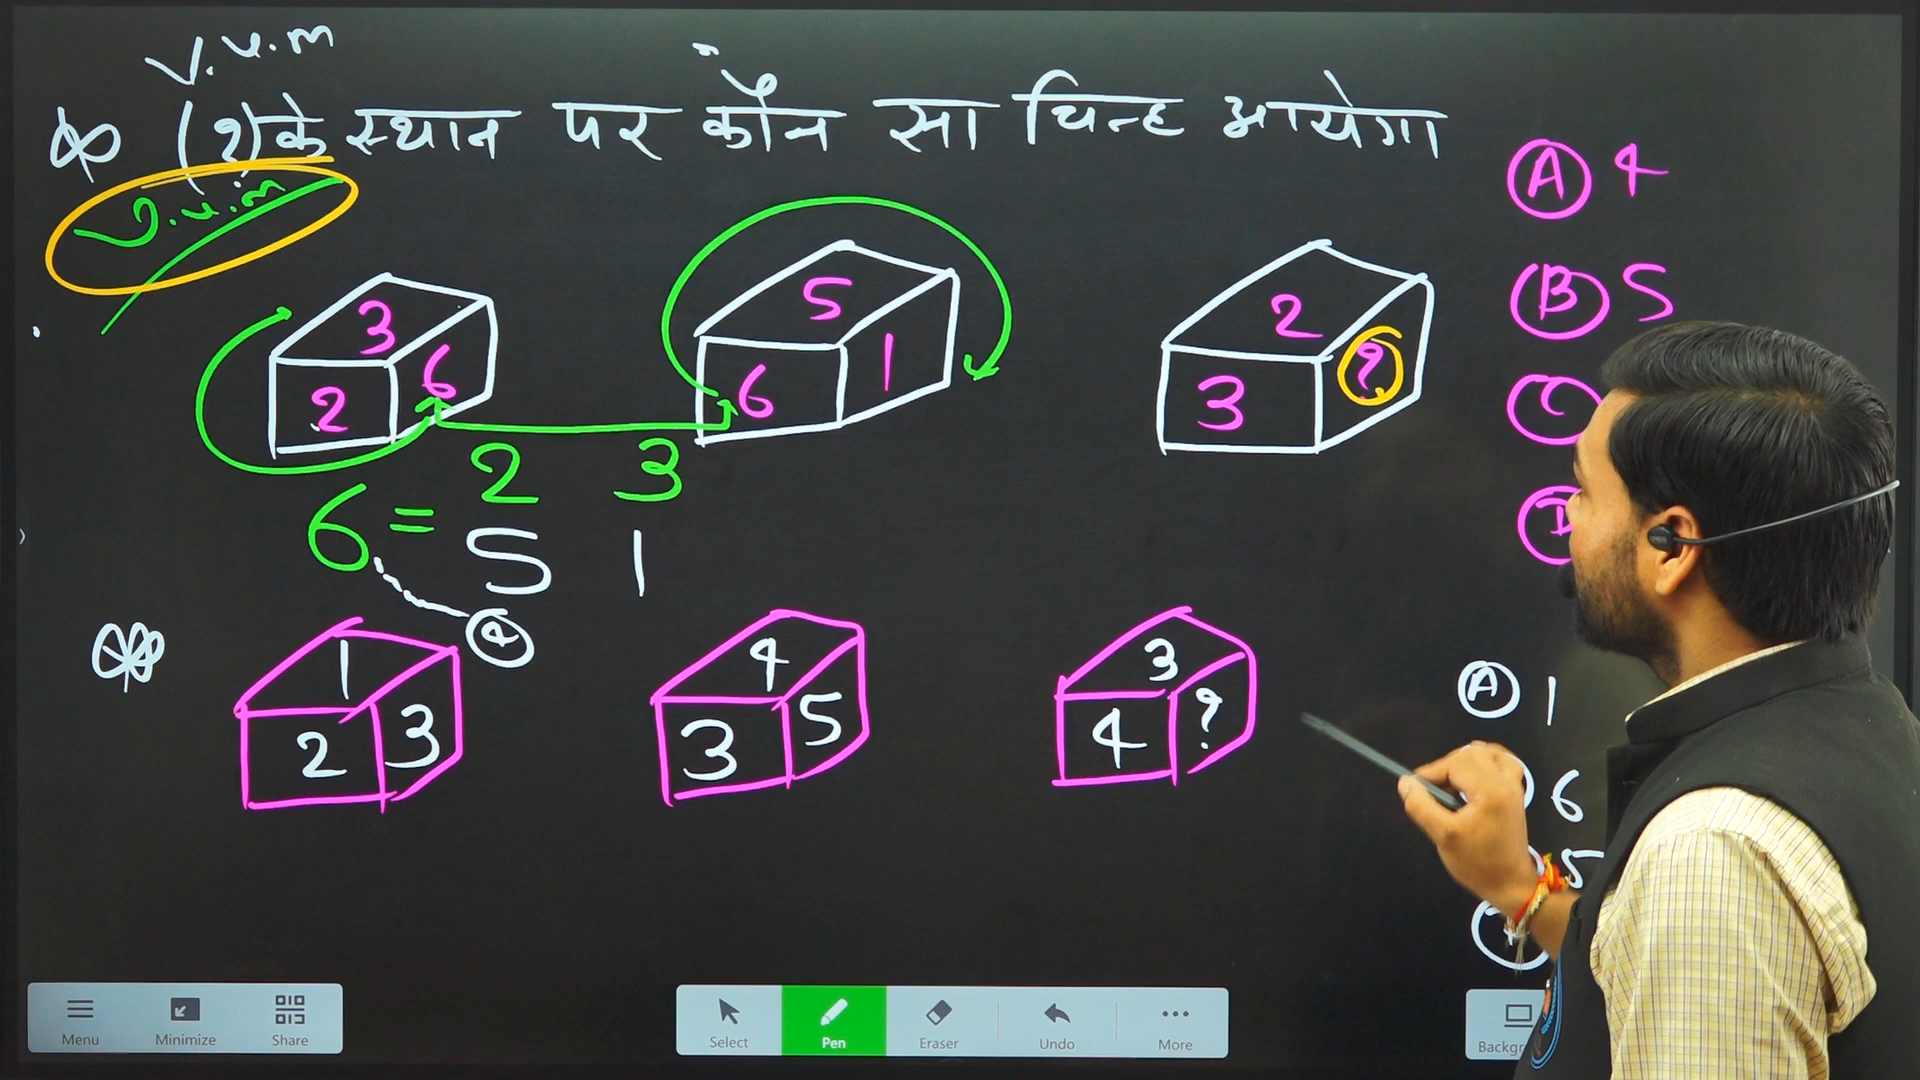 V.V.m
(?) के स्थान पर कौन सा चिन्ह आयेगा
V.V.m
A 4
B 5
C
D
3
2 6
5
6 1
2
3 ?
6 = 2 3
5 1
4
1
2 3
4
3 5
3
4 ?
A 1
6
5
Menu Minimize Share
Select Pen Eraser Undo More